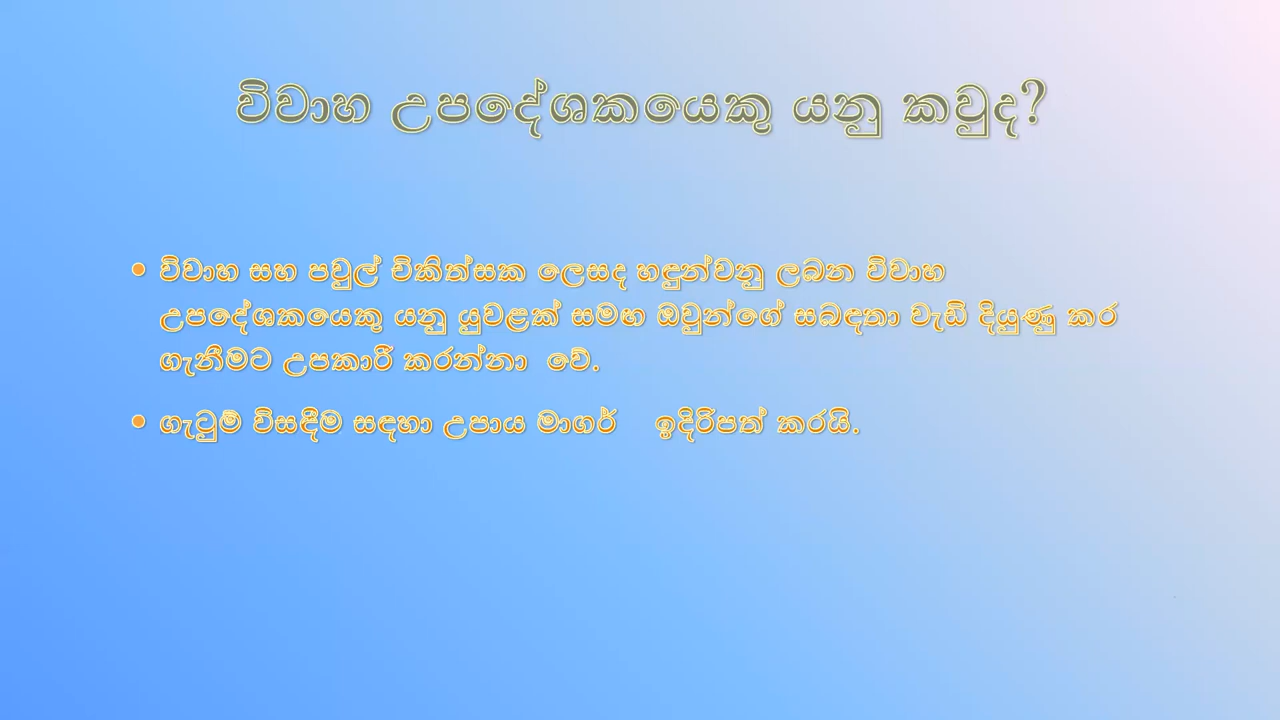 විවාහ උපදේශකයෙකු යනු කවුද?
• විවාහ සහ පවුල් චිකිත්සක ලෙසද හඳුන්වනු ලබන විවාහ
උපදේශකයෙකු යනු යුවළක් සමඟ ඔවුන්ගේ සබඳතා වැඩි දියුණු කර
ගැනීමට උපකාරී කරන්නා වේ.
• ගැටුම් විසඳීම සඳහා උපාය මාගර් ඉදිරිපත් කරයි.